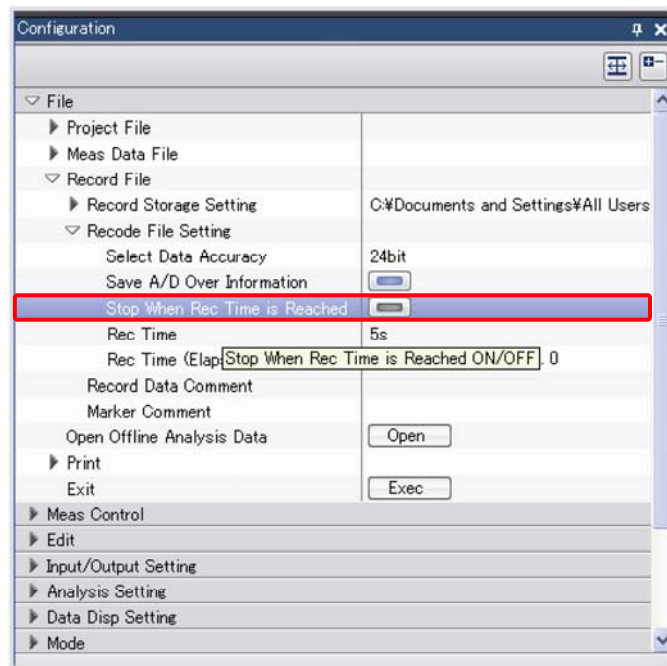 Configuration
File
Project File
Meas Data File
Record File
Record Storage Setting C:¥Documents and Settings¥All Users
Recode File Setting
Select Data Accuracy 24bit
Save A/D Over Information
Stop When Rec Time is Reached
Rec Time 5s
Rec Time (Elap Stop When Rec Time is Reached ON/OFF . 0
Record Data Comment
Marker Comment
Open Offline Analysis Data Open
Print
Exit Exec
Meas Control
Edit
Input/Output Setting
Analysis Setting
Data Disp Setting
Mode